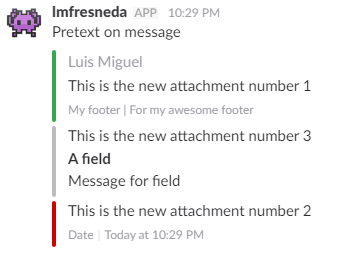 lmfresneda APP 10:29 PM
Pretext on message
Luis Miguel
This is the new attachment number 1
My footer | For my awesome footer
This is the new attachment number 3
A field
Message for field
This is the new attachment number 2
Date | Today at 10:29 PM